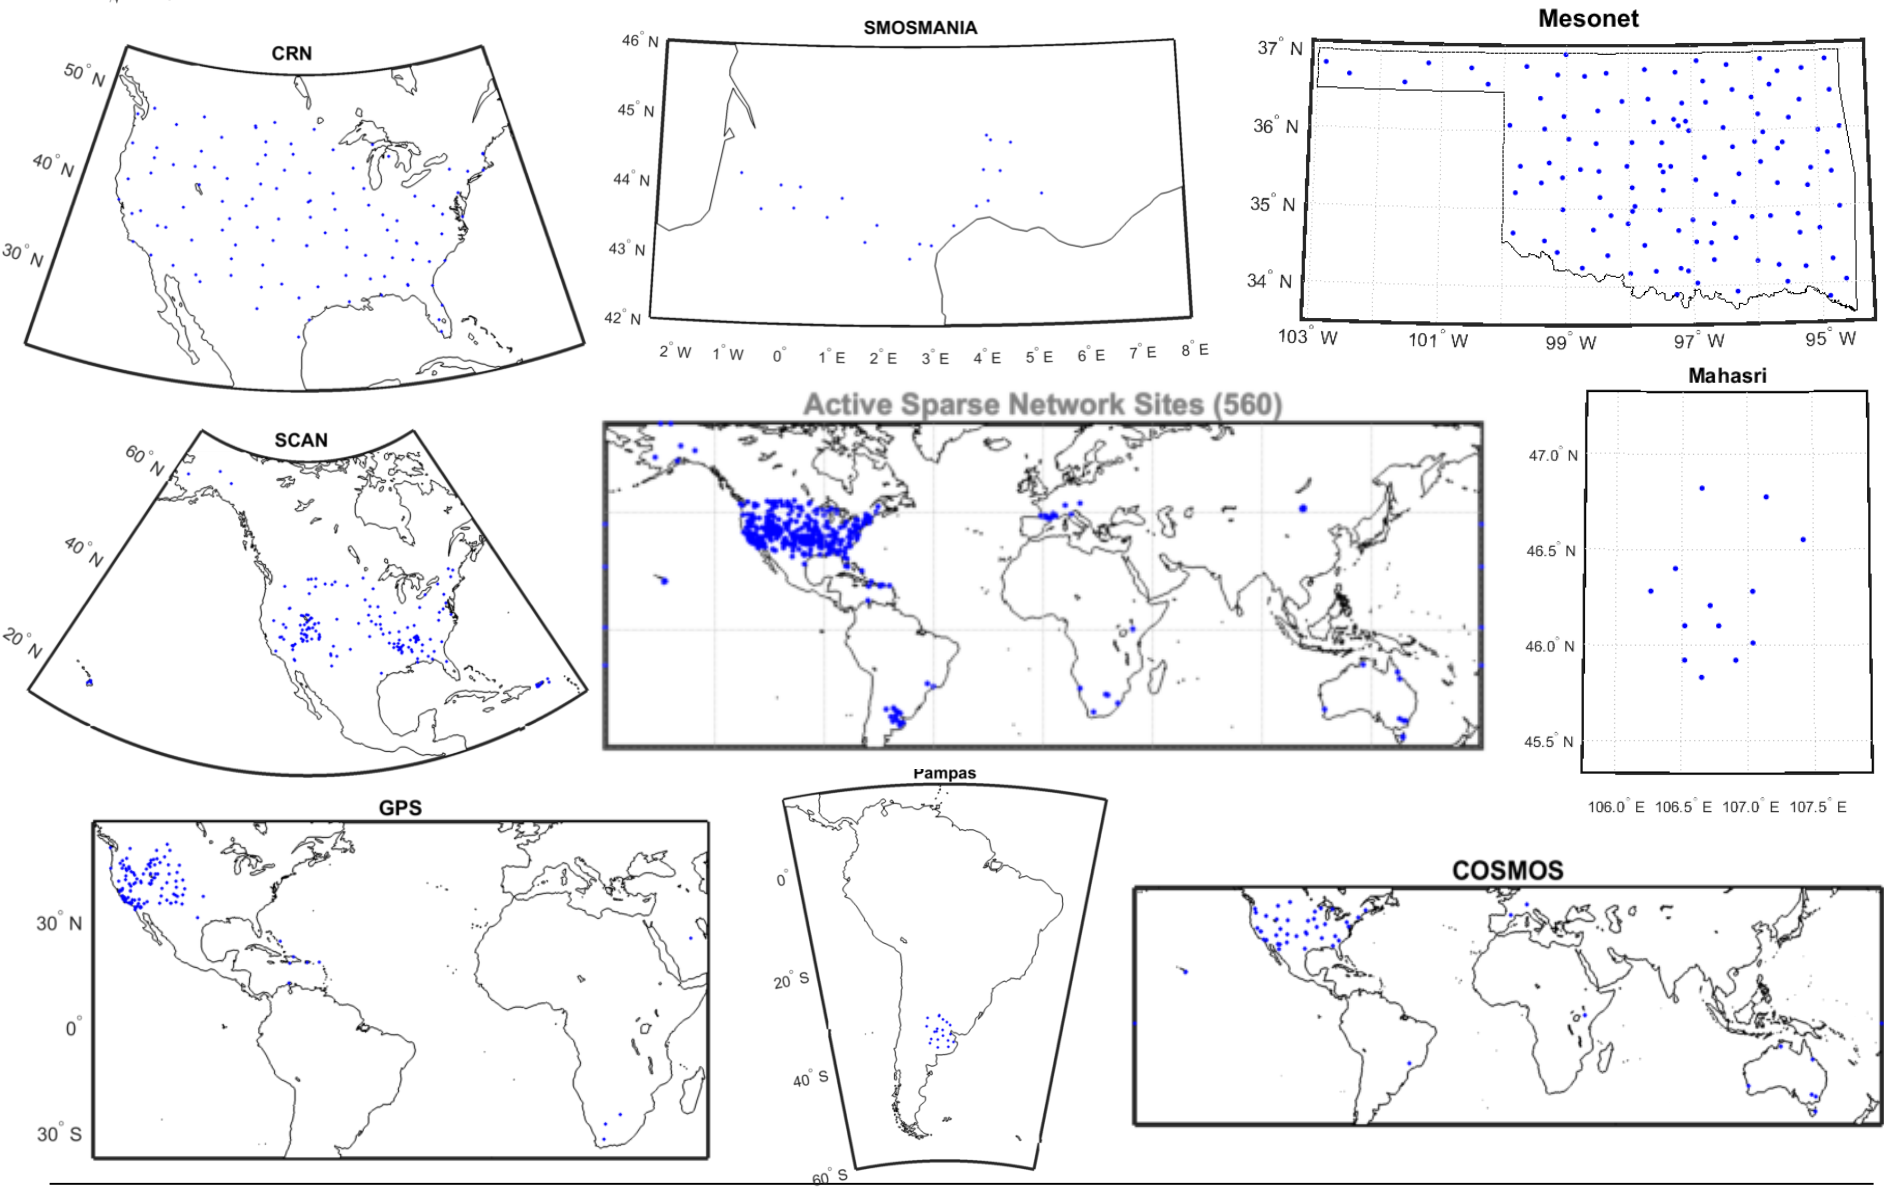 CRN
50° N
40° N
30° N
SMOSMANIA
46° N
45° N
44° N
43° N
42° N
2° W 1° W 0° 1° E 2° E 3° E 4° E 5° E 6° E 7° E 8° E
Mesonet
37° N
36° N
35° N
34° N
103° W 101° W 99° W 97° W 95° W
SCAN
60° N
40° N
20° N
Active Sparse Network Sites (560)
Mahasri
47.0° N
46.5° N
46.0° N
45.5° N
106.0° E 106.5° E 107.0° E 107.5° E
GPS
30° N
0°
30° S
Pampas
0°
20° S
40° S
60° S
COSMOS